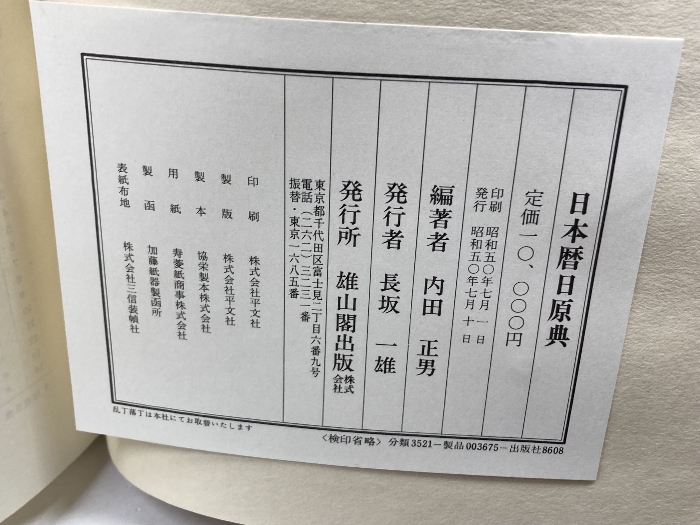 日本暦日原典
定価一〇、〇〇〇円
印刷 昭和五〇年七月一日
発行 昭和五〇年七月十日
編著者 内田正男
発行者 長坂一雄
発行所 雄山閣出版株式会社
東京都千代田区富士見二丁目六番九号
電話(二六二)三二三一番
振替・東京一六八五番
印刷 株式会社平文社
製版 株式会社平文社
製本 協栄製本株式会社
用紙 寿菱紙商事株式会社
製函 加藤紙器製函所
表紙布地 株式会社三信装幀社
乱丁落丁は本社にてお取替いたします
〈検印省略〉 分類3521−製品003675−出版社8608